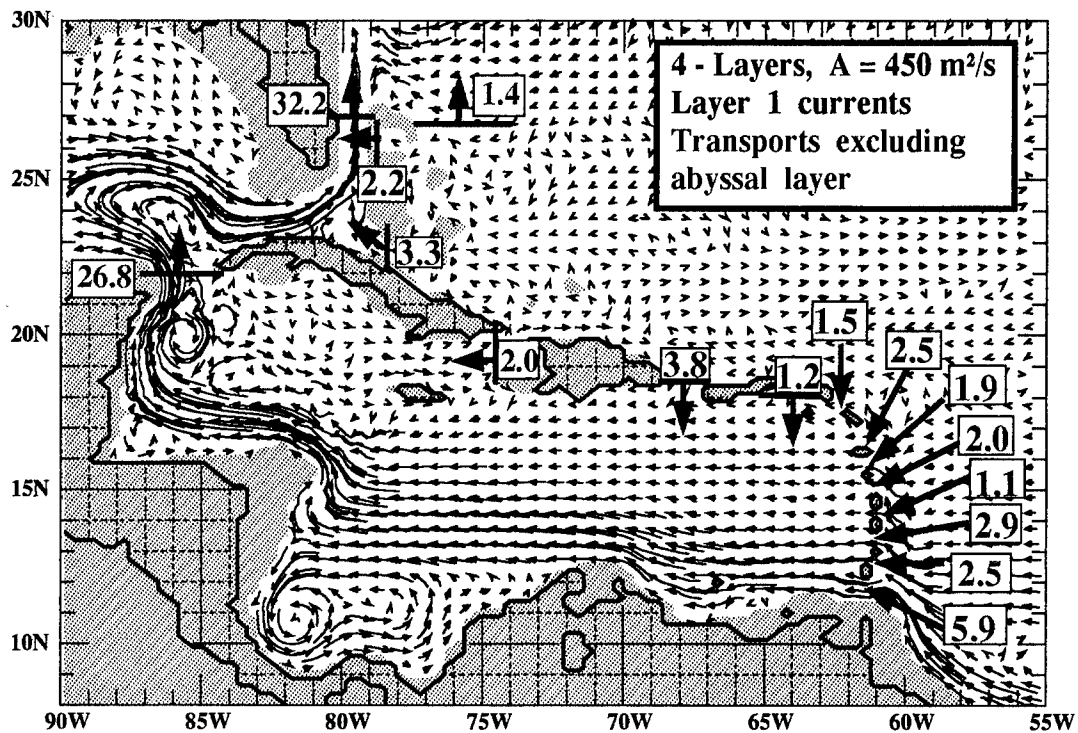 30N
4 - Layers, A = 450 m²/s
Layer 1 currents
Transports excluding
abyssal layer
32.2
1.4
25N
2.2
3.3
26.8
20N
1.5
2.5
2.0
3.8
1.2
1.9
2.0
15N
1.1
2.9
2.5
5.9
10N
90W 85W 80W 75W 70W 65W 60W 55W